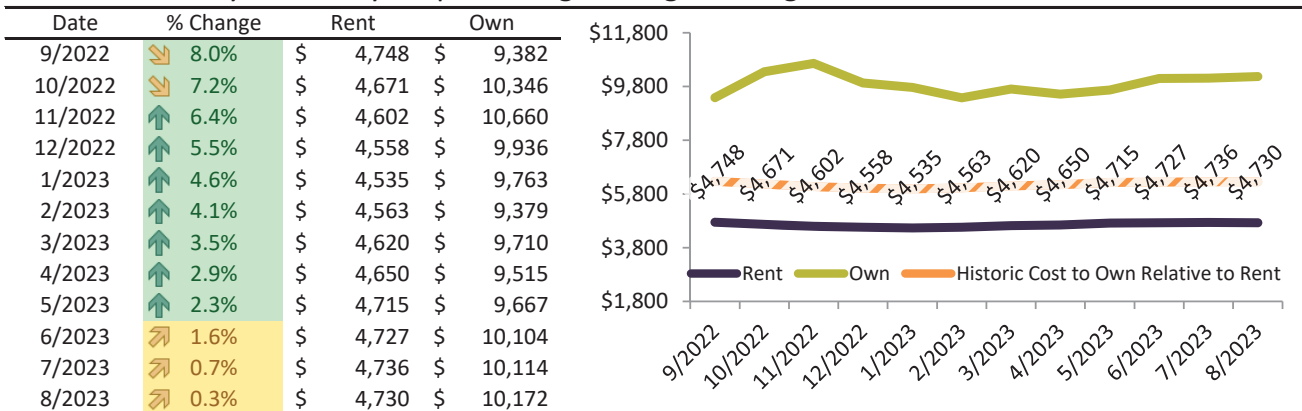 Date % Change Rent Own
9/2022 8.0% $ 4,748 $ 9,382
10/2022 7.2% $ 4,671 $ 10,346
11/2022 6.4% $ 4,602 $ 10,660
12/2022 5.5% $ 4,558 $ 9,936
1/2023 4.6% $ 4,535 $ 9,763
2/2023 4.1% $ 4,563 $ 9,379
3/2023 3.5% $ 4,620 $ 9,710
4/2023 2.9% $ 4,650 $ 9,515
5/2023 2.3% $ 4,715 $ 9,667
6/2023 1.6% $ 4,727 $ 10,104
7/2023 0.7% $ 4,736 $ 10,114
8/2023 0.3% $ 4,730 $ 10,172
$11,800
$9,800
$7,800
$5,800
$3,800
$1,800
$4,748 $4,671 $4,602 $4,558 $4,535 $4,563 $4,620 $4,650 $4,715 $4,727 $4,736 $4,730
Rent Own Historic Cost to Own Relative to Rent
9/2022 10/2022 11/2022 12/2022 1/2023 2/2023 3/2023 4/2023 5/2023 6/2023 7/2023 8/2023